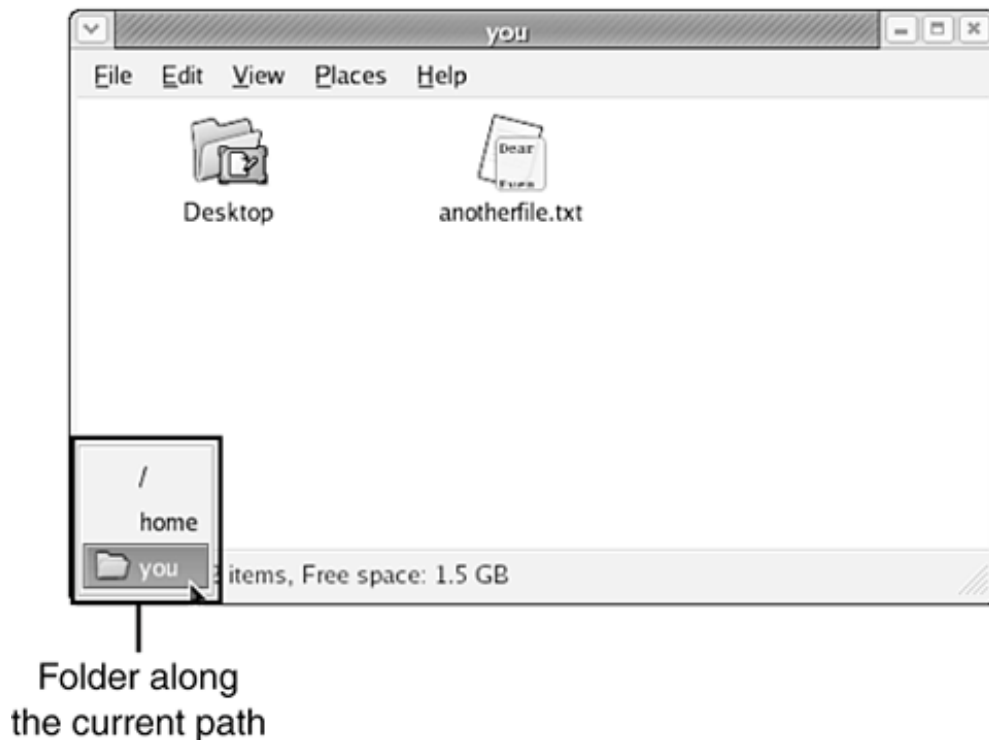 you
File Edit View Places Help
Desktop anotherfile.txt
Dear
/
home
you items, Free space: 1.5 GB
Folder along
the current path